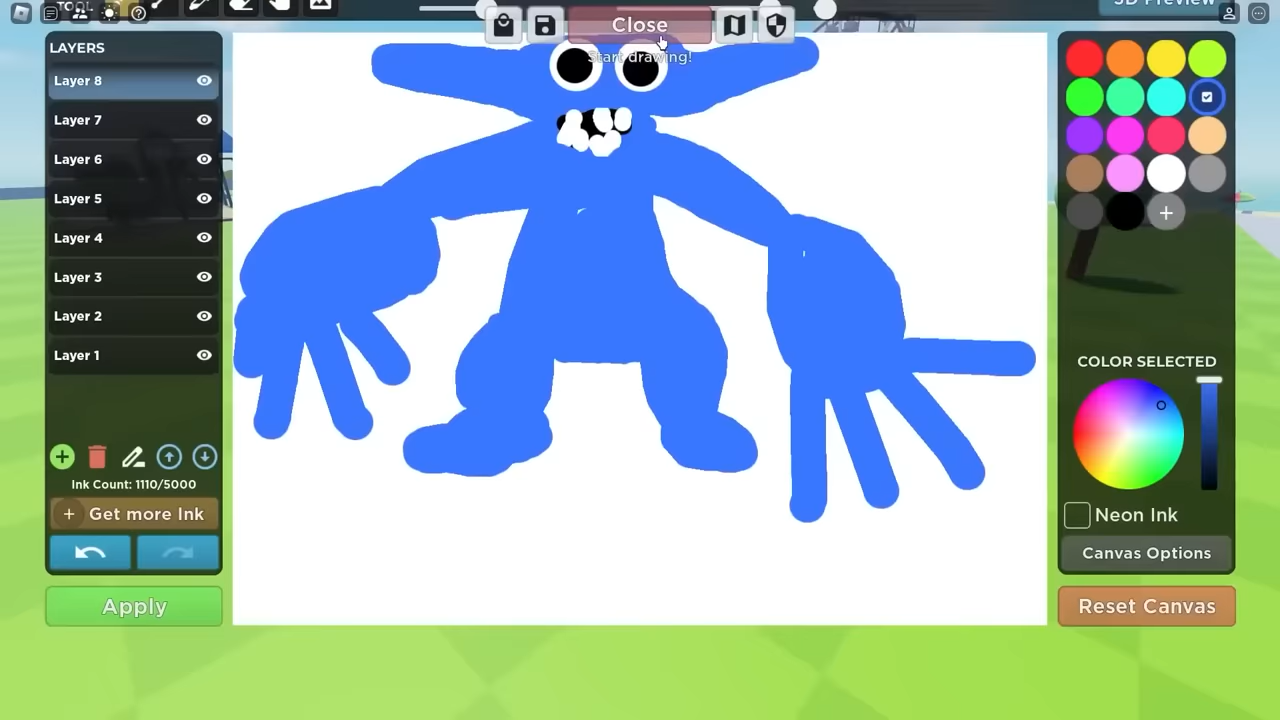 TOOL
3D Preview
Close
Start drawing!
LAYERS
Layer 8
Layer 7
Layer 6
Layer 5
Layer 4
Layer 3
Layer 2
Layer 1
Ink Count: 1110/5000
+ Get more Ink
Apply
COLOR SELECTED
Neon Ink
Canvas Options
Reset Canvas